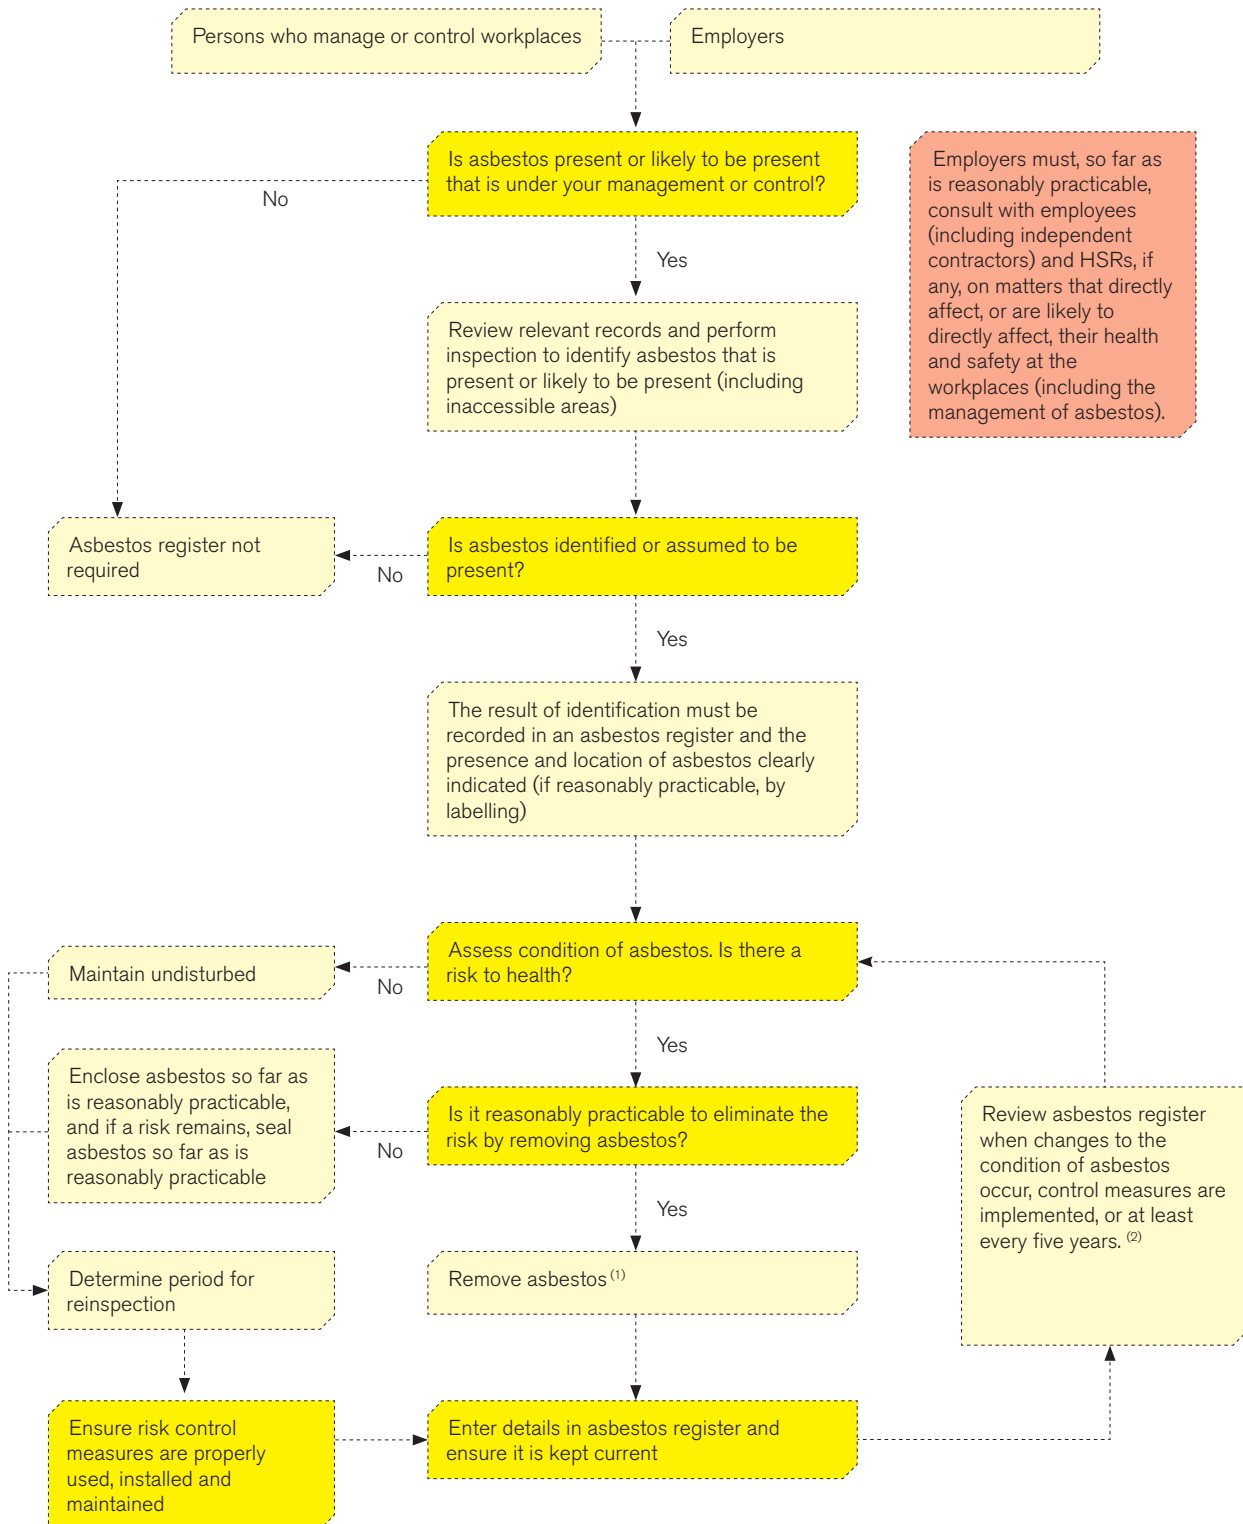 Persons who manage or control workplaces
Employers
Is asbestos present or likely to be present
that is under your management or control?
Employers must, so far as
is reasonably practicable,
consult with employees
(including independent
contractors) and HSRs, if
any, on matters that directly
affect, or are likely to
directly affect, their health
and safety at the
workplaces (including the
management of asbestos).
No
Yes
Review relevant records and perform
inspection to identify asbestos that is
present or likely to be present (including
inaccessible areas)
Asbestos register not
required
No
Is asbestos identified or assumed to be
present?
Yes
The result of identification must be
recorded in an asbestos register and the
presence and location of asbestos clearly
indicated (if reasonably practicable, by
labelling)
Assess condition of asbestos. Is there a
risk to health?
No
Maintain undisturbed
Yes
Enclose asbestos so far as
is reasonably practicable,
and if a risk remains, seal
asbestos so far as is
reasonably practicable
No
Is it reasonably practicable to eliminate the
risk by removing asbestos?
Review asbestos register
when changes to the
condition of asbestos
occur, control measures are
implemented, or at least
every five years. (2)
Yes
Determine period for
reinspection
Remove asbestos (1)
Ensure risk control
measures are properly
used, installed and
maintained
Enter details in asbestos register and
ensure it is kept current